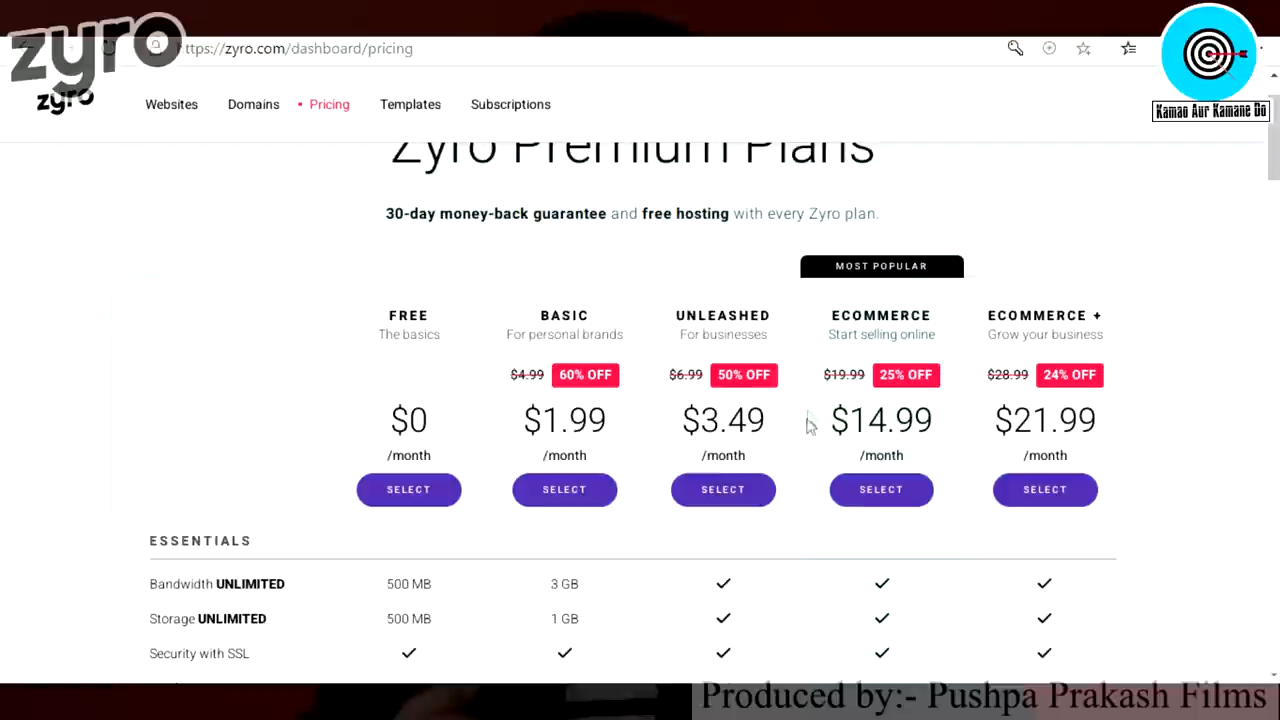 zyro
https://zyro.com/dashboard/pricing
zyro
Websites
Domains
• Pricing
Templates
Subscriptions
Kamao Aur Kamane Do
Zyro Premium Plans
30-day money-back guarantee and free hosting with every Zyro plan.
MOST POPULAR
FREE BASIC UNLEASHED ECOMMERCE ECOMMERCE +
The basics For personal brands For businesses Start selling online Grow your business
$4.99 60% OFF $6.99 50% OFF $19.99 25% OFF $28.99 24% OFF
$0 $1.99 $3.49 $14.99 $21.99
/month /month /month /month /month
SELECT SELECT SELECT SELECT SELECT
ESSENTIALS
Bandwidth UNLIMITED 500 MB 3 GB
Storage UNLIMITED 500 MB 1 GB
Security with SSL
Produced by:- Pushpa Prakash Films